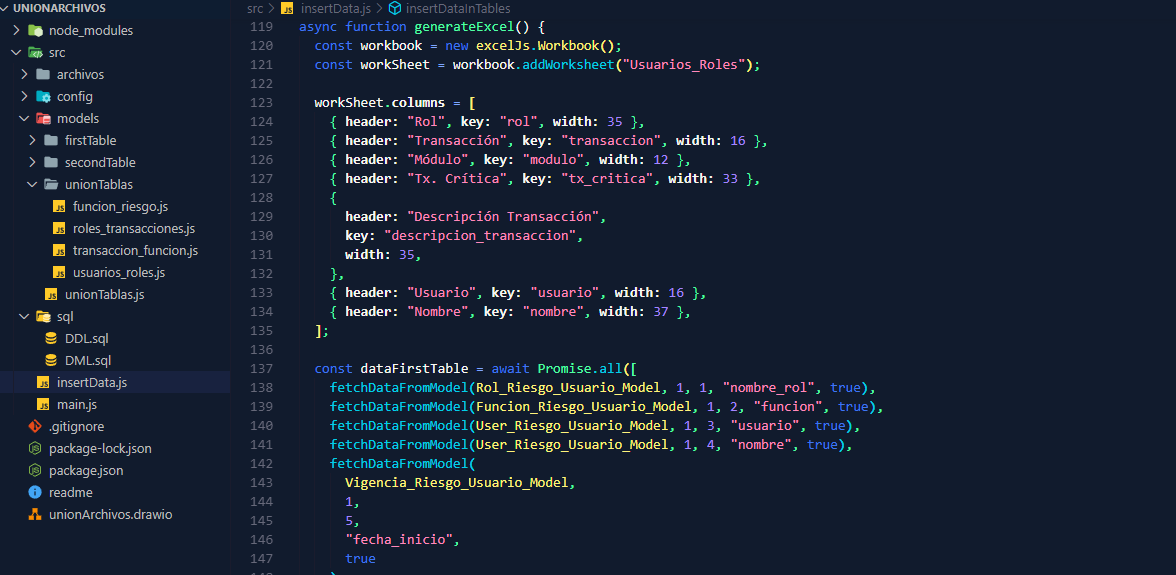 UNIONARCHIVOS
node_modules
src
archivos
config
models
firstTable
secondTable
unionTablas
funcion_riesgo.js
roles_transacciones.js
transaccion_funcion.js
usuarios_roles.js
unionTablas.js
sql
DDL.sql
DML.sql
insertData.js
main.js
.gitignore
package-lock.json
package.json
readme
unionArchivos.drawio
src > insertData.js > insertDataInTables
119 async function generateExcel() {
120 const workbook = new excelJs.Workbook();
121 const workSheet = workbook.addWorksheet("Usuarios_Roles");
122
123 workSheet.columns = [
124 { header: "Rol", key: "rol", width: 35 },
125 { header: "Transacción", key: "transaccion", width: 16 },
126 { header: "Módulo", key: "modulo", width: 12 },
127 { header: "Tx. Crítica", key: "tx_critica", width: 33 },
128 {
129 header: "Descripción Transacción",
130 key: "descripcion_transaccion",
131 width: 35,
132 },
133 { header: "Usuario", key: "usuario", width: 16 },
134 { header: "Nombre", key: "nombre", width: 37 },
135 ];
136
137 const dataFirstTable = await Promise.all([
138 fetchDataFromModel(Rol_Riesgo_Usuario_Model, 1, 1, "nombre_rol", true),
139 fetchDataFromModel(Funcion_Riesgo_Usuario_Model, 1, 2, "funcion", true),
140 fetchDataFromModel(User_Riesgo_Usuario_Model, 1, 3, "usuario", true),
141 fetchDataFromModel(User_Riesgo_Usuario_Model, 1, 4, "nombre", true),
142 fetchDataFromModel(
143 Vigencia_Riesgo_Usuario_Model,
144 1,
145 5,
146 "fecha_inicio",
147 true